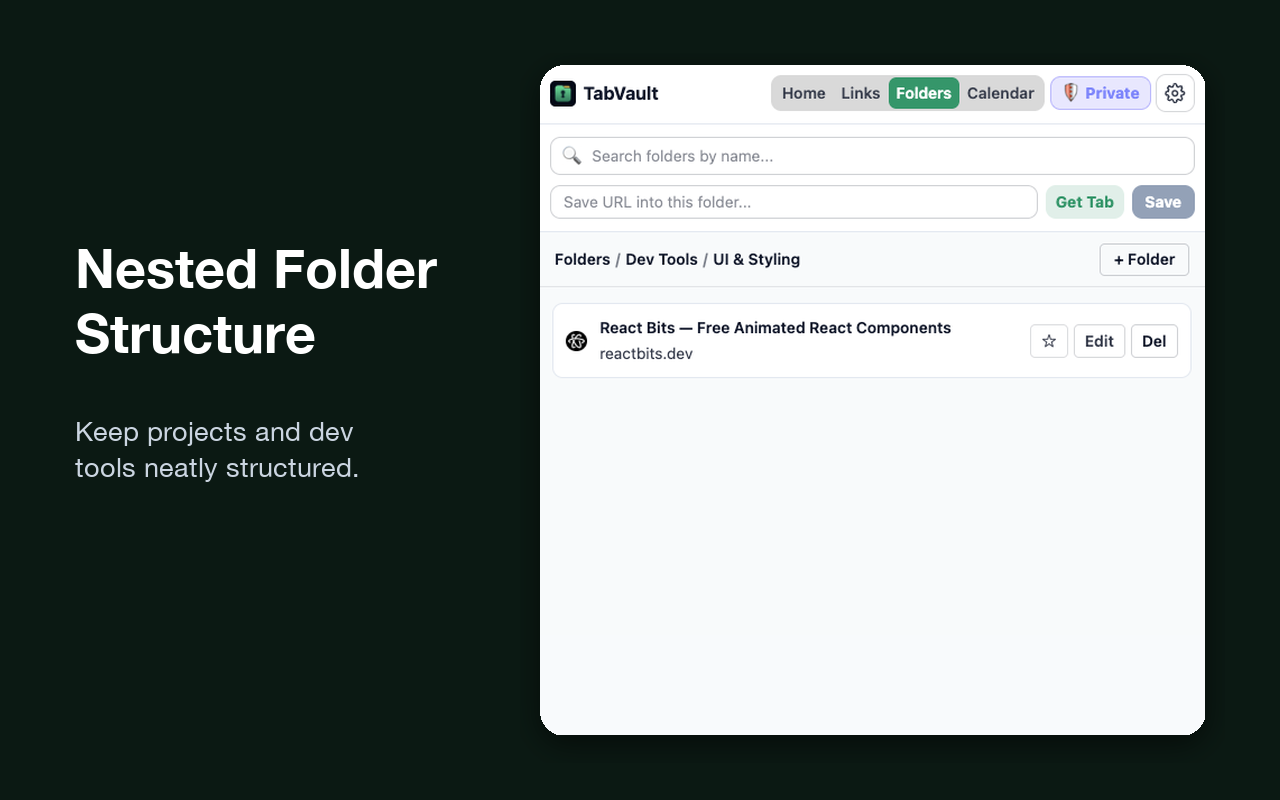 Nested Folder
Structure
Keep projects and dev
tools neatly structured.
TabVault
Home Links Folders Calendar Private
Search folders by name...
Save URL into this folder... Get Tab Save
Folders / Dev Tools / UI & Styling + Folder
React Bits — Free Animated React Components
reactbits.dev
Edit Del